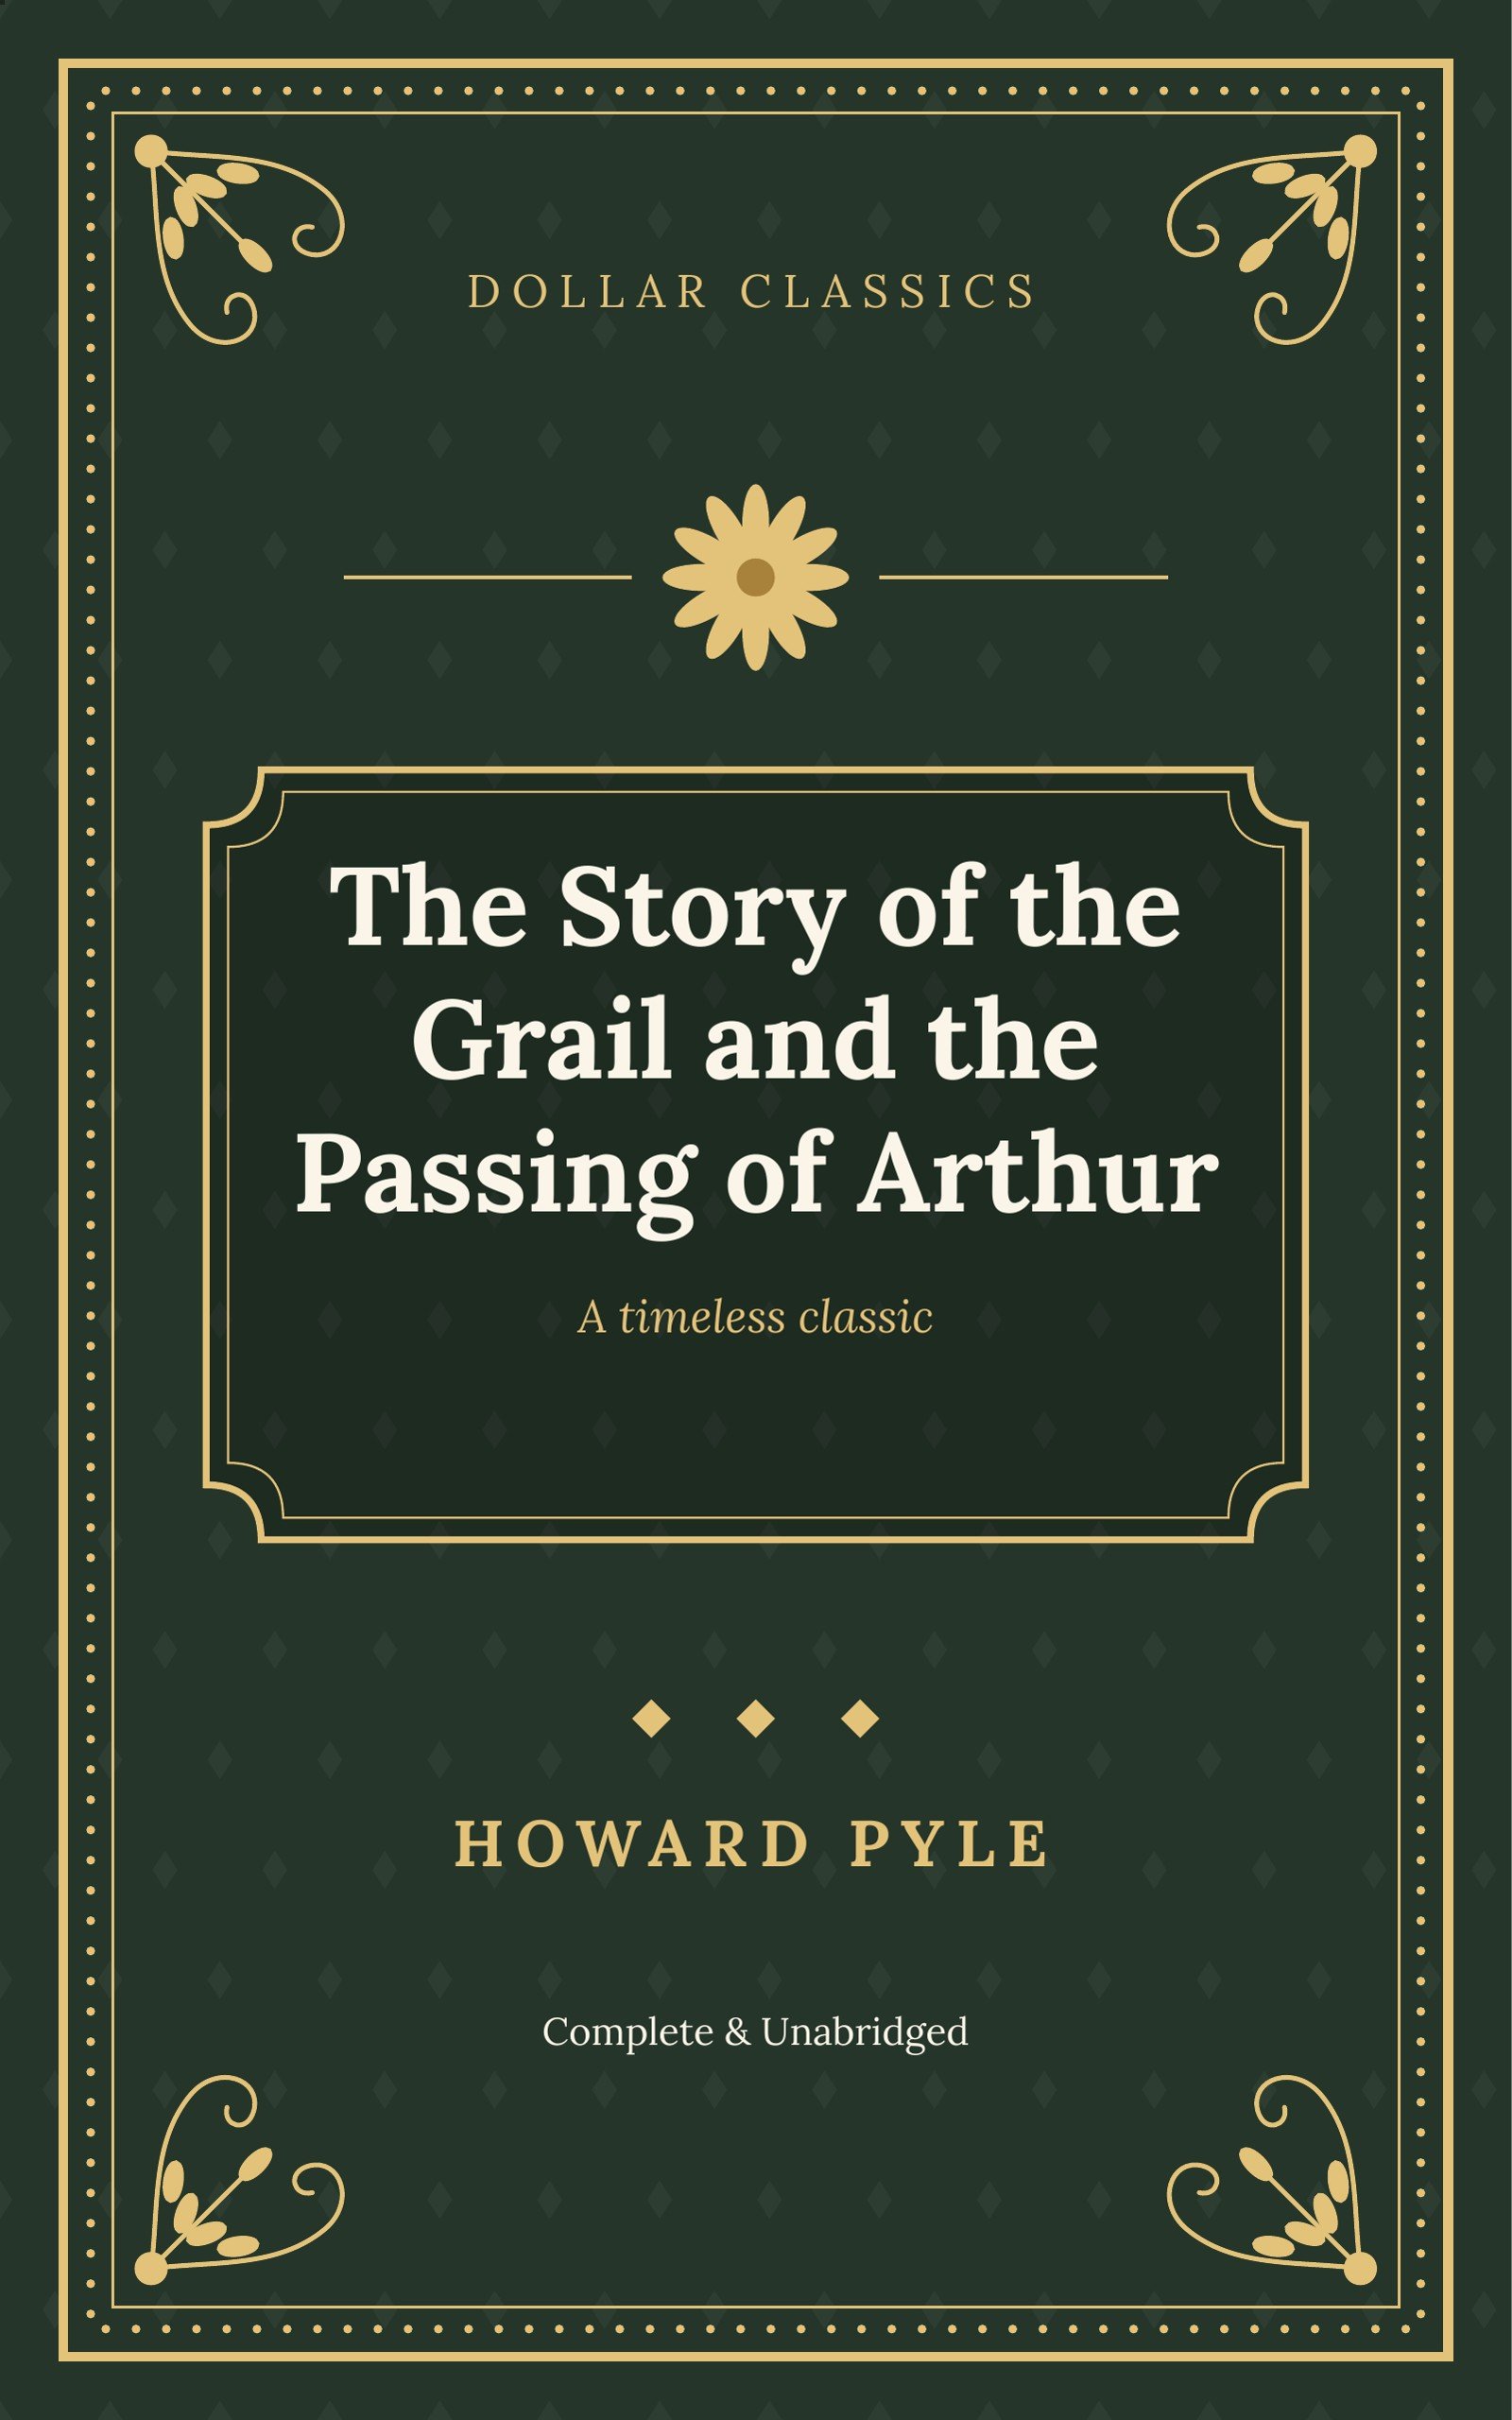 DOLLAR CLASSICS
The Story of the
Grail and the
Passing of Arthur
A timeless classic
HOWARD PYLE
Complete & Unabridged